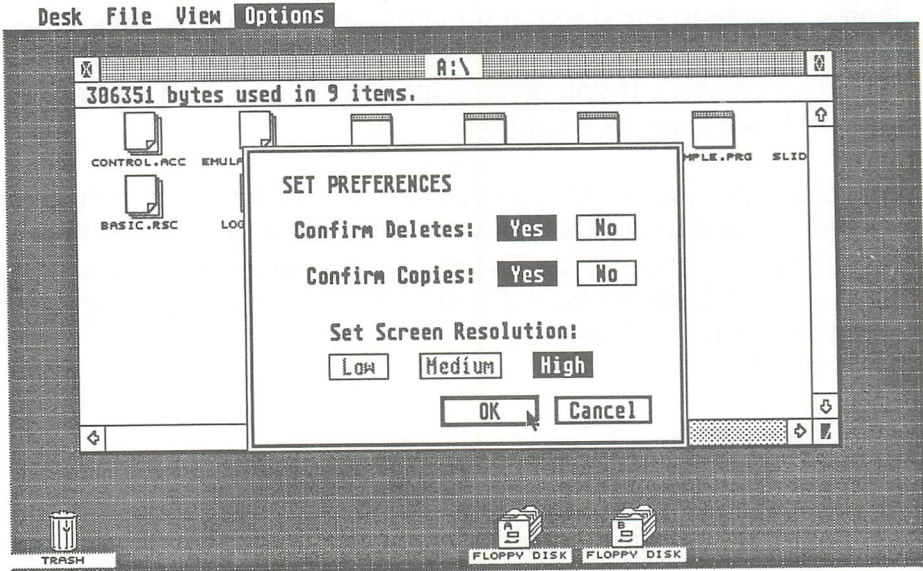 Desk File View Options
A:\
306351 bytes used in 9 items.
CONTROL.ACC EMULA MPLE.PRG SLID
BASIC.RSC LOG
SET PREFERENCES
Confirm Deletes: Yes No
Confirm Copies: Yes No
Set Screen Resolution:
Low Medium High
OK Cancel
TRASH
A
B
FLOPPY DISK FLOPPY DISK